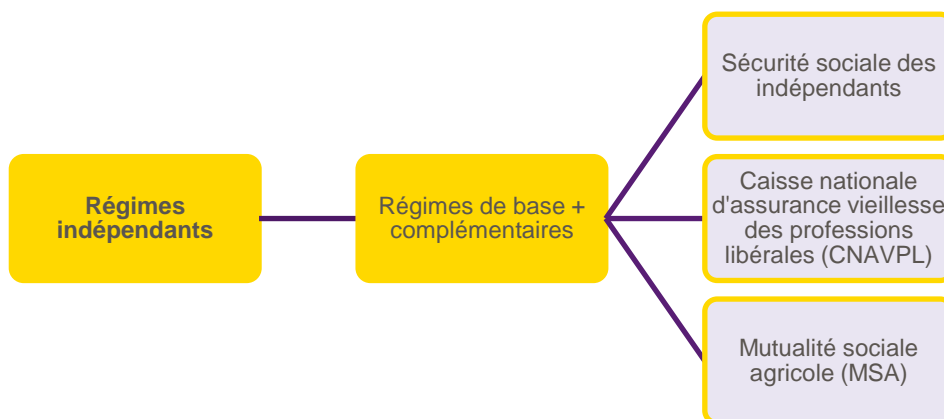 Régimes
indépendants
Régimes de base +
complémentaires
Sécurité sociale des
indépendants
Caisse nationale
d'assurance vieillesse
des professions
libérales (CNAVPL)
Mutualité sociale
agricole (MSA)